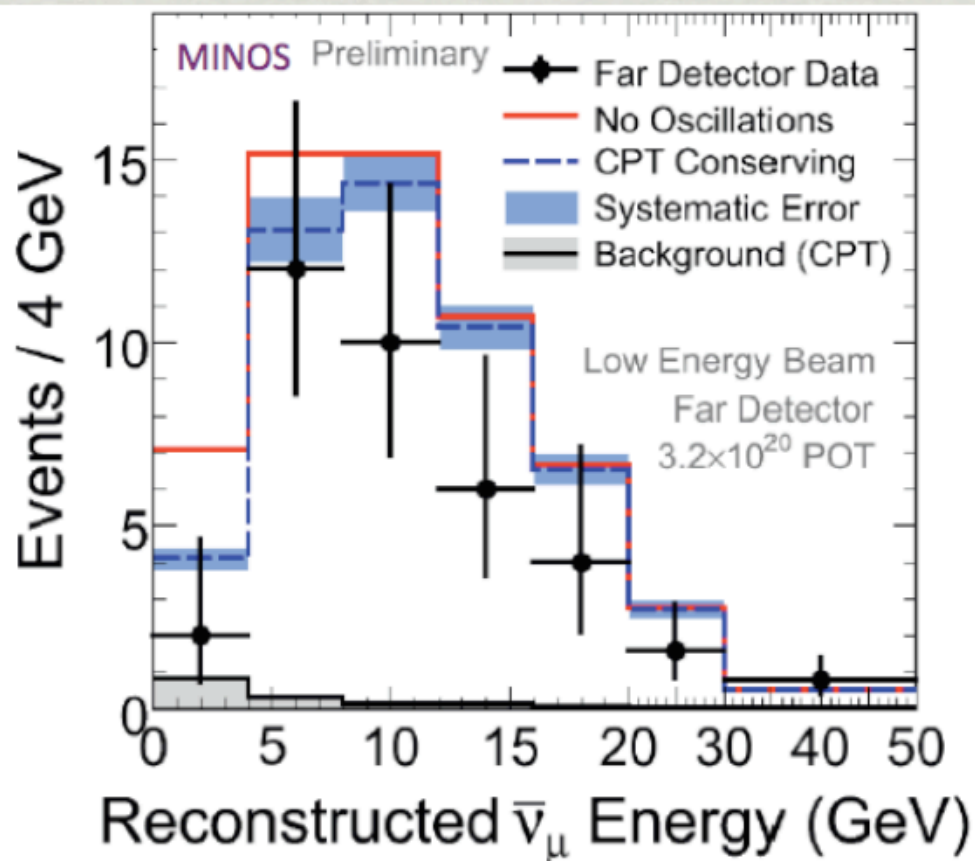 MINOS Preliminary
Far Detector Data
No Oscillations
CPT Conserving
Systematic Error
Background (CPT)
Low Energy Beam
Far Detector
3.2×10²⁰ POT
Events / 4 GeV
15
10
5
0
0 5 10 15 20 30 40 50
Reconstructed ν̅μ Energy (GeV)